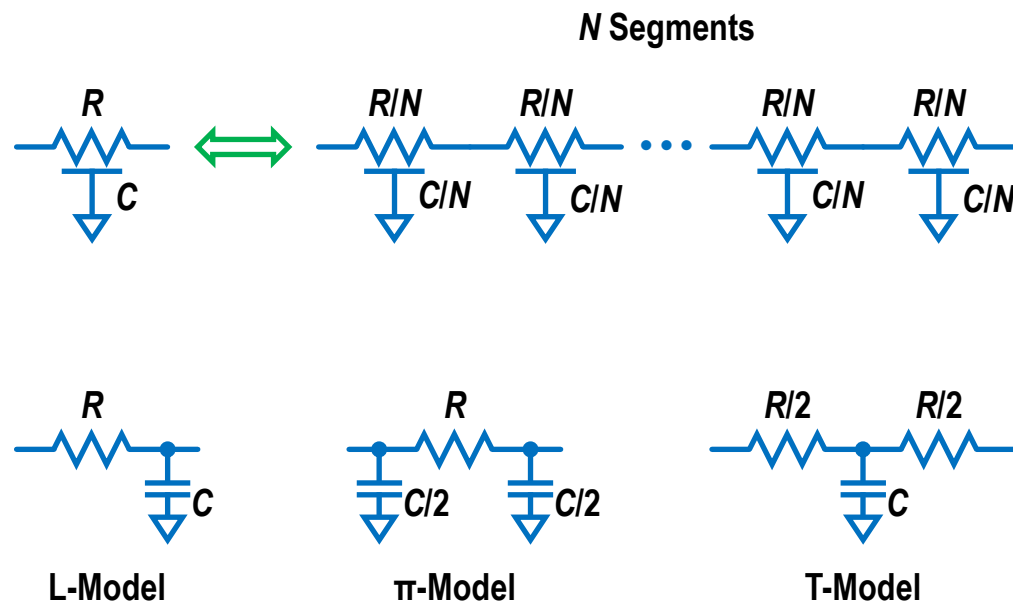 N Segments
R R/N R/N R/N R/N
C C/N C/N C/N C/N
R R R/2 R/2
C C/2 C/2 C
L-Model π-Model T-Model